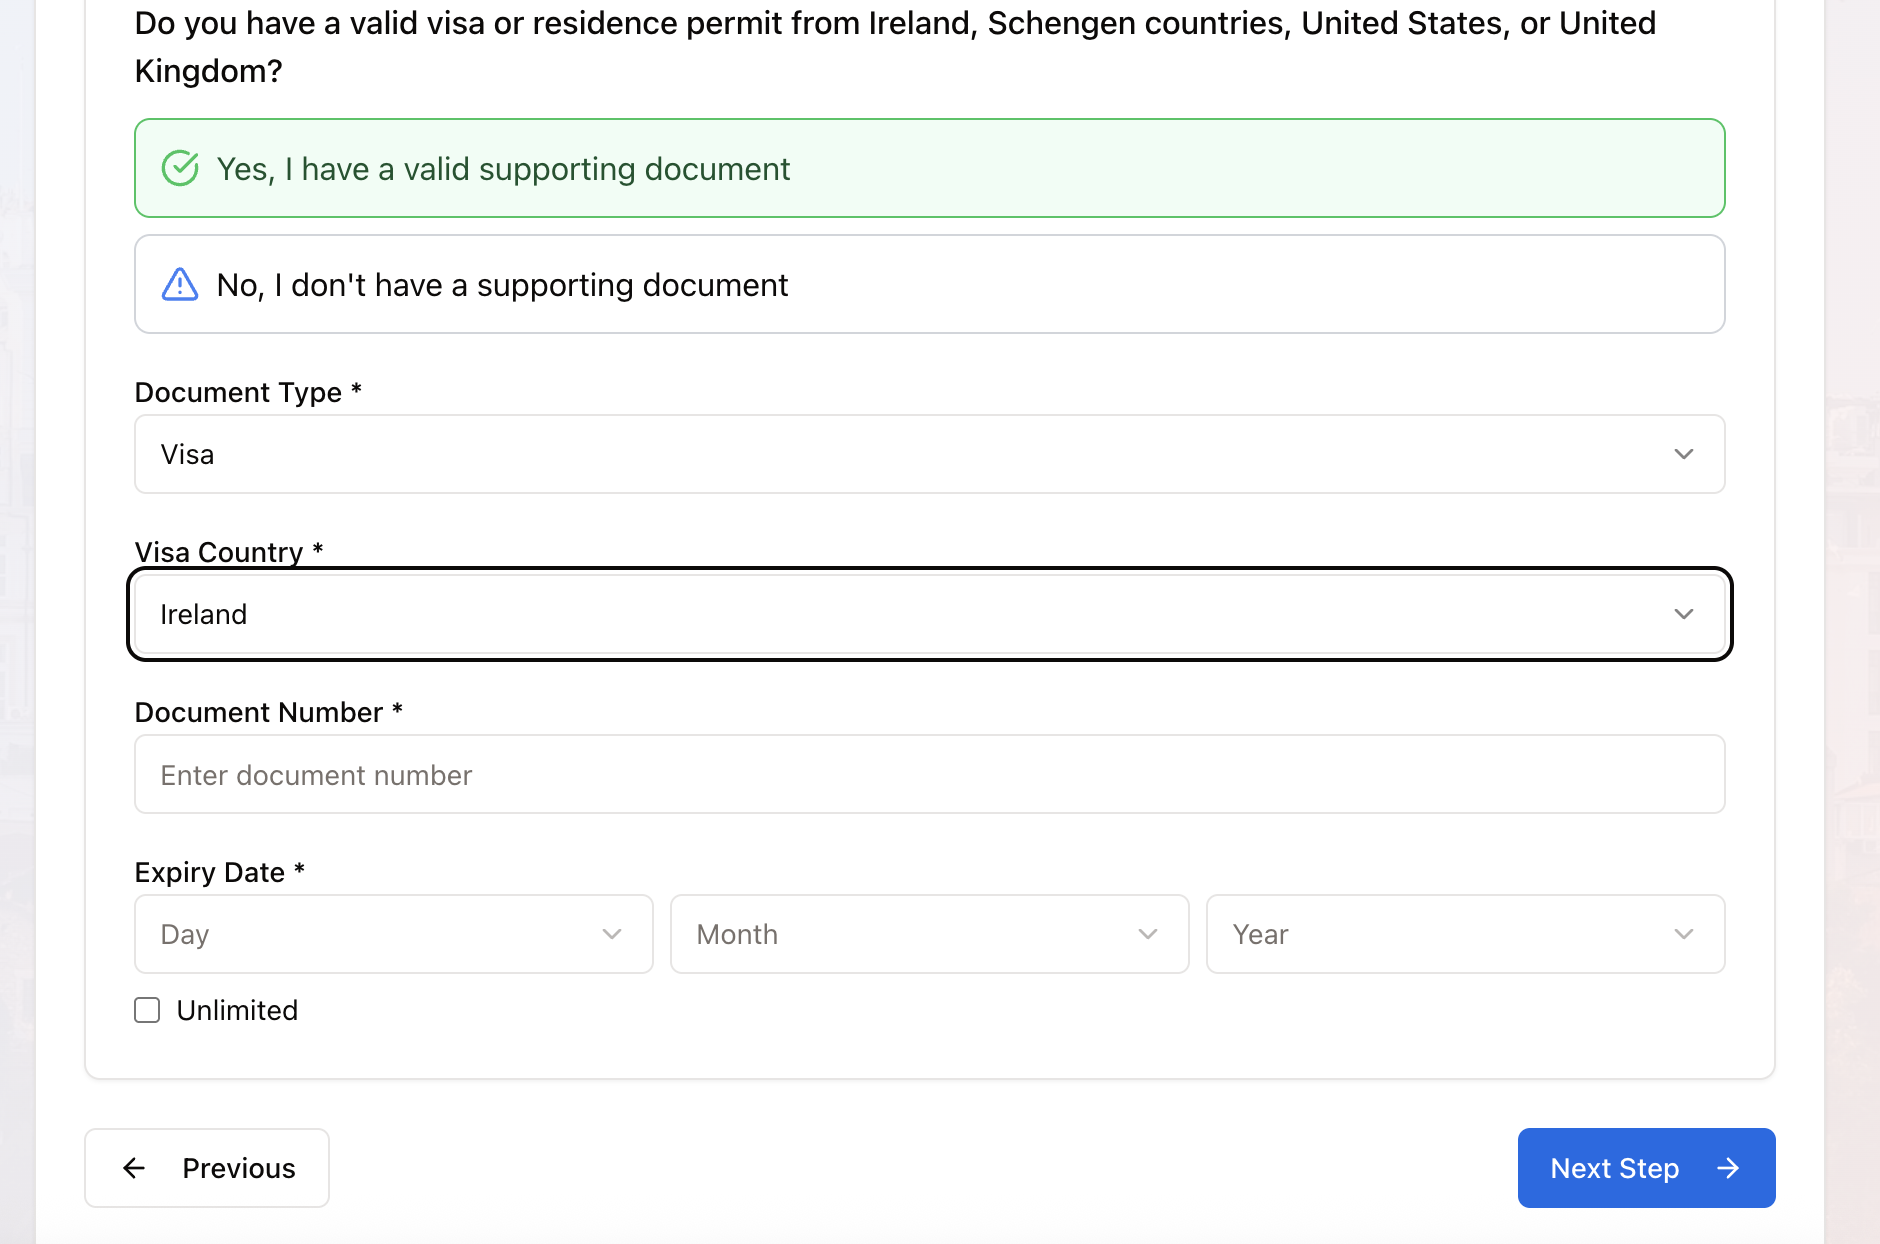 Do you have a valid visa or residence permit from Ireland, Schengen countries, United States, or United
Kingdom?
Yes, I have a valid supporting document
No, I don't have a supporting document
Document Type *
Visa
Visa Country *
Ireland
Document Number *
Enter document number
Expiry Date *
Day Month Year
Unlimited
Previous Next Step